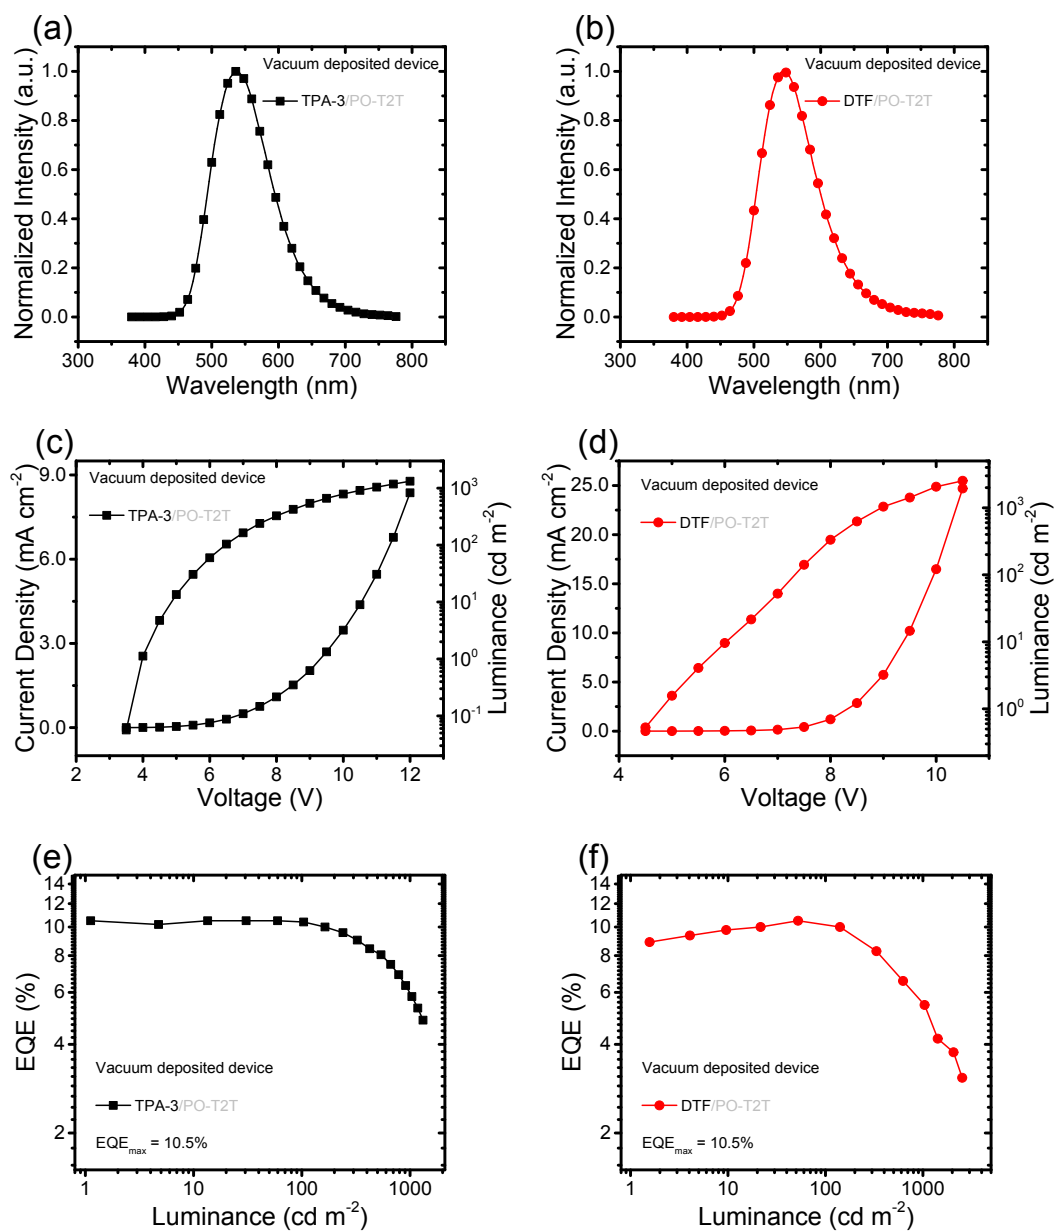 (a)
Normalized Intensity (a.u.)
1.0
0.8
0.6
0.4
0.2
0.0
Vacuum deposited device
TPA-3/PO-T2T
300 400 500 600 700 800
Wavelength (nm)
(b)
Normalized Intensity (a.u.)
1.0
0.8
0.6
0.4
0.2
0.0
Vacuum deposited device
DTF/PO-T2T
300 400 500 600 700 800
Wavelength (nm)
(c)
Current Density (mA cm-2)
9.0
6.0
3.0
0.0
Vacuum deposited device
TPA-3/PO-T2T
10³
10²
10¹
10⁰
10⁻¹
Luminance (cd m-2)
2 4 6 8 10 12
Voltage (V)
(d)
Current Density (mA cm-2)
25.0
20.0
15.0
10.0
5.0
0.0
Vacuum deposited device
DTF/PO-T2T
10³
10²
10¹
10⁰
Luminance (cd m-2)
4 6 8 10
Voltage (V)
(e)
EQE (%)
14
12
10
8
6
4
2
Vacuum deposited device
TPA-3/PO-T2T
EQEmax = 10.5%
1 10 100 1000
Luminance (cd m-2)
(f)
EQE (%)
14
12
10
8
6
4
2
Vacuum deposited device
DTF/PO-T2T
EQEmax = 10.5%
1 10 100 1000
Luminance (cd m-2)